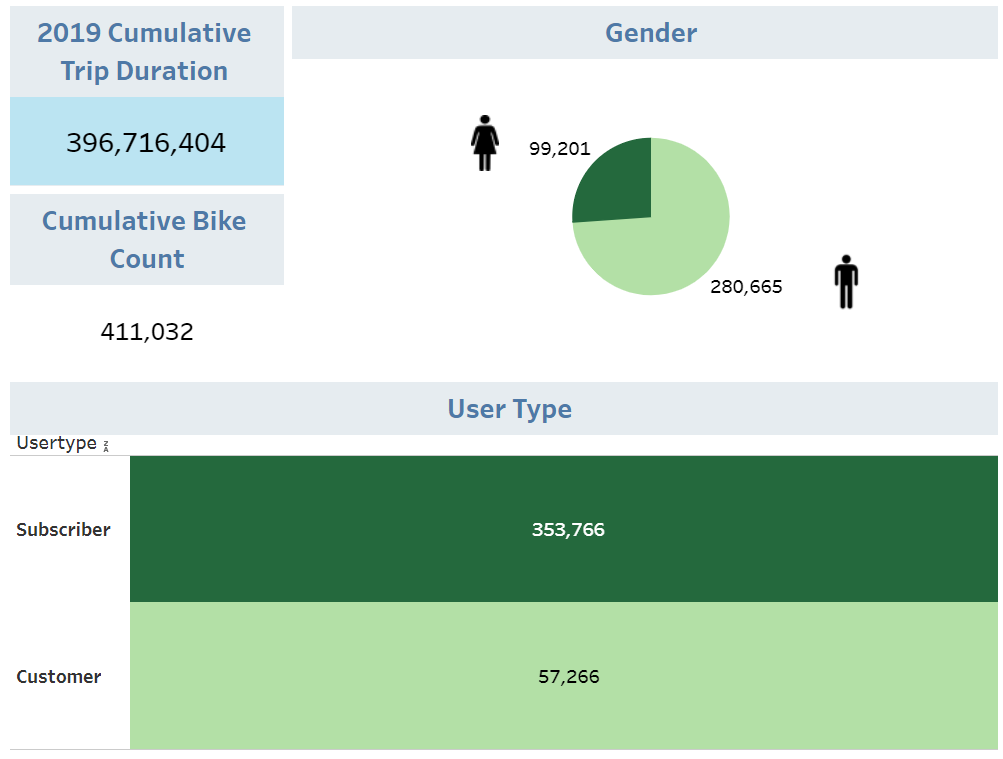 2019 Cumulative
Trip Duration
396,716,404
Cumulative Bike
Count
411,032
Gender
99,201
280,665
User Type
Usertype
Subscriber
353,766
Customer
57,266